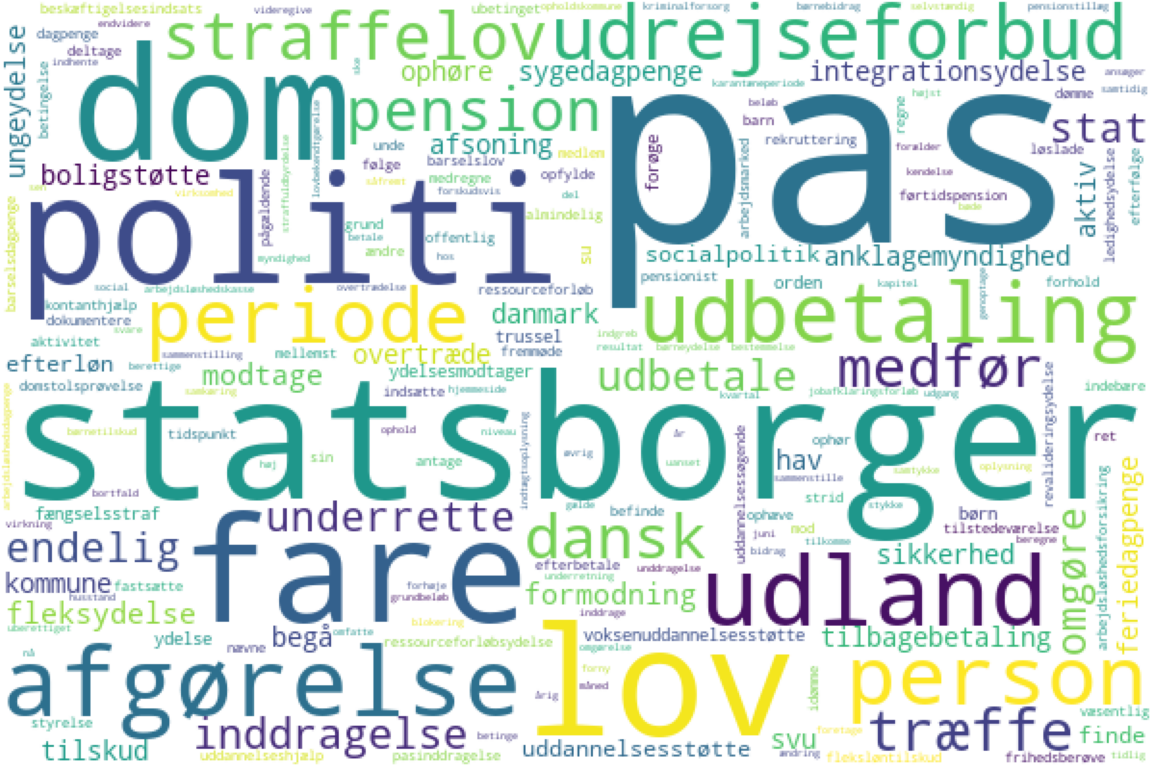 beskæftigelsesindsats
videregive
ubetinget
opholdskommune
kriminalforsorg
børnebidrag
selvstændig
pensionstillæg
endvidere
dagpenge
deltage
indhente
straffelov
udrejseforbud
ungeydelse
betingelse
dom
ske
ophøre
sygedagpenge
integrationsydelse
ansøger
karantæneperiode
beløb
højst
dømme
samtidig
pension
pas
regne
stat
unde
afsoning
barn
rekruttering
forælder
løslade
boligstøtte
følge
barselslov
medlem
forøge
kendelse
lovbekendtgørelse
straffuldbyrdelse
medregne
opfylde
arbejdsmarked
førtidspension
aktiv
ledighedsydelse
efterfølge
sen
virksomhed
såfremt
forskudsvis
del
bøde
politi
pågældende
grund
almindelig
betale
offentlig
su
barselsdagpenge
myndighed
ændre
hos
socialpolitik
anklagemyndighed
social
arbejdsløshedskasse
overtrædelse
ressourceforløb
pensionist
orden
kapitel
genoptage
forhold
kontanthjælp
dokumentere
periode
danmark
udbetaling
svare
trussel
indgreb
aktivitet
sammenstilling
mellemst
overtræde
fremmøde
resultat
børneydelse
bestemmelse
medfør
efterløn
berettige
modtage
ydelsesmodtager
udbetale
domstolsprøvelse
samkøring
indsætte
hjemmeside
kvartal
jobafklaringsforløb
udgang
indebære
arbejdsløshedsdagpenge
statsborger
børnetilskud
tidspunkt
ophold
niveau
indtægtsoplysning
år
ophør
revalideringsydelse
ret
høj
sin
antage
øvrig
uanset
uddannelsessøgende
hav
samtykke
oplysning
bortfald
sammenstille
fængselsstraf
underrette
gælde
befinde
ophæve
strid
stykke
børn
virkning
fare
dansk
mod
juni
tilstedeværelse
endelig
bidrag
tilkomme
beregne
arbejdsløshedsforsikring
feriedagpenge
omgøre
sikkerhed
kommune
fastsætte
forhøje
efterbetale
unddragelse
udland
husstand
grundbeløb
underretning
formodning
fleksydelse
inddrage
uberettiget
blokering
ydelse
begå
omfatte
voksenuddannelsesstøtte
tilbagebetaling
nævne
ressourceforløbsydelse
omgørelse
nå
afgørelse
lov
forny
person
årig
måned
idømme
væsentlig
styrelse
inddragelse
foretage
træffe
finde
tilskud
betinge
uddannelsesstøtte
svu
ændring
uddannelseshjælp
pasinddragelse
fleksløntilskud
frihedsberøve
tidlig